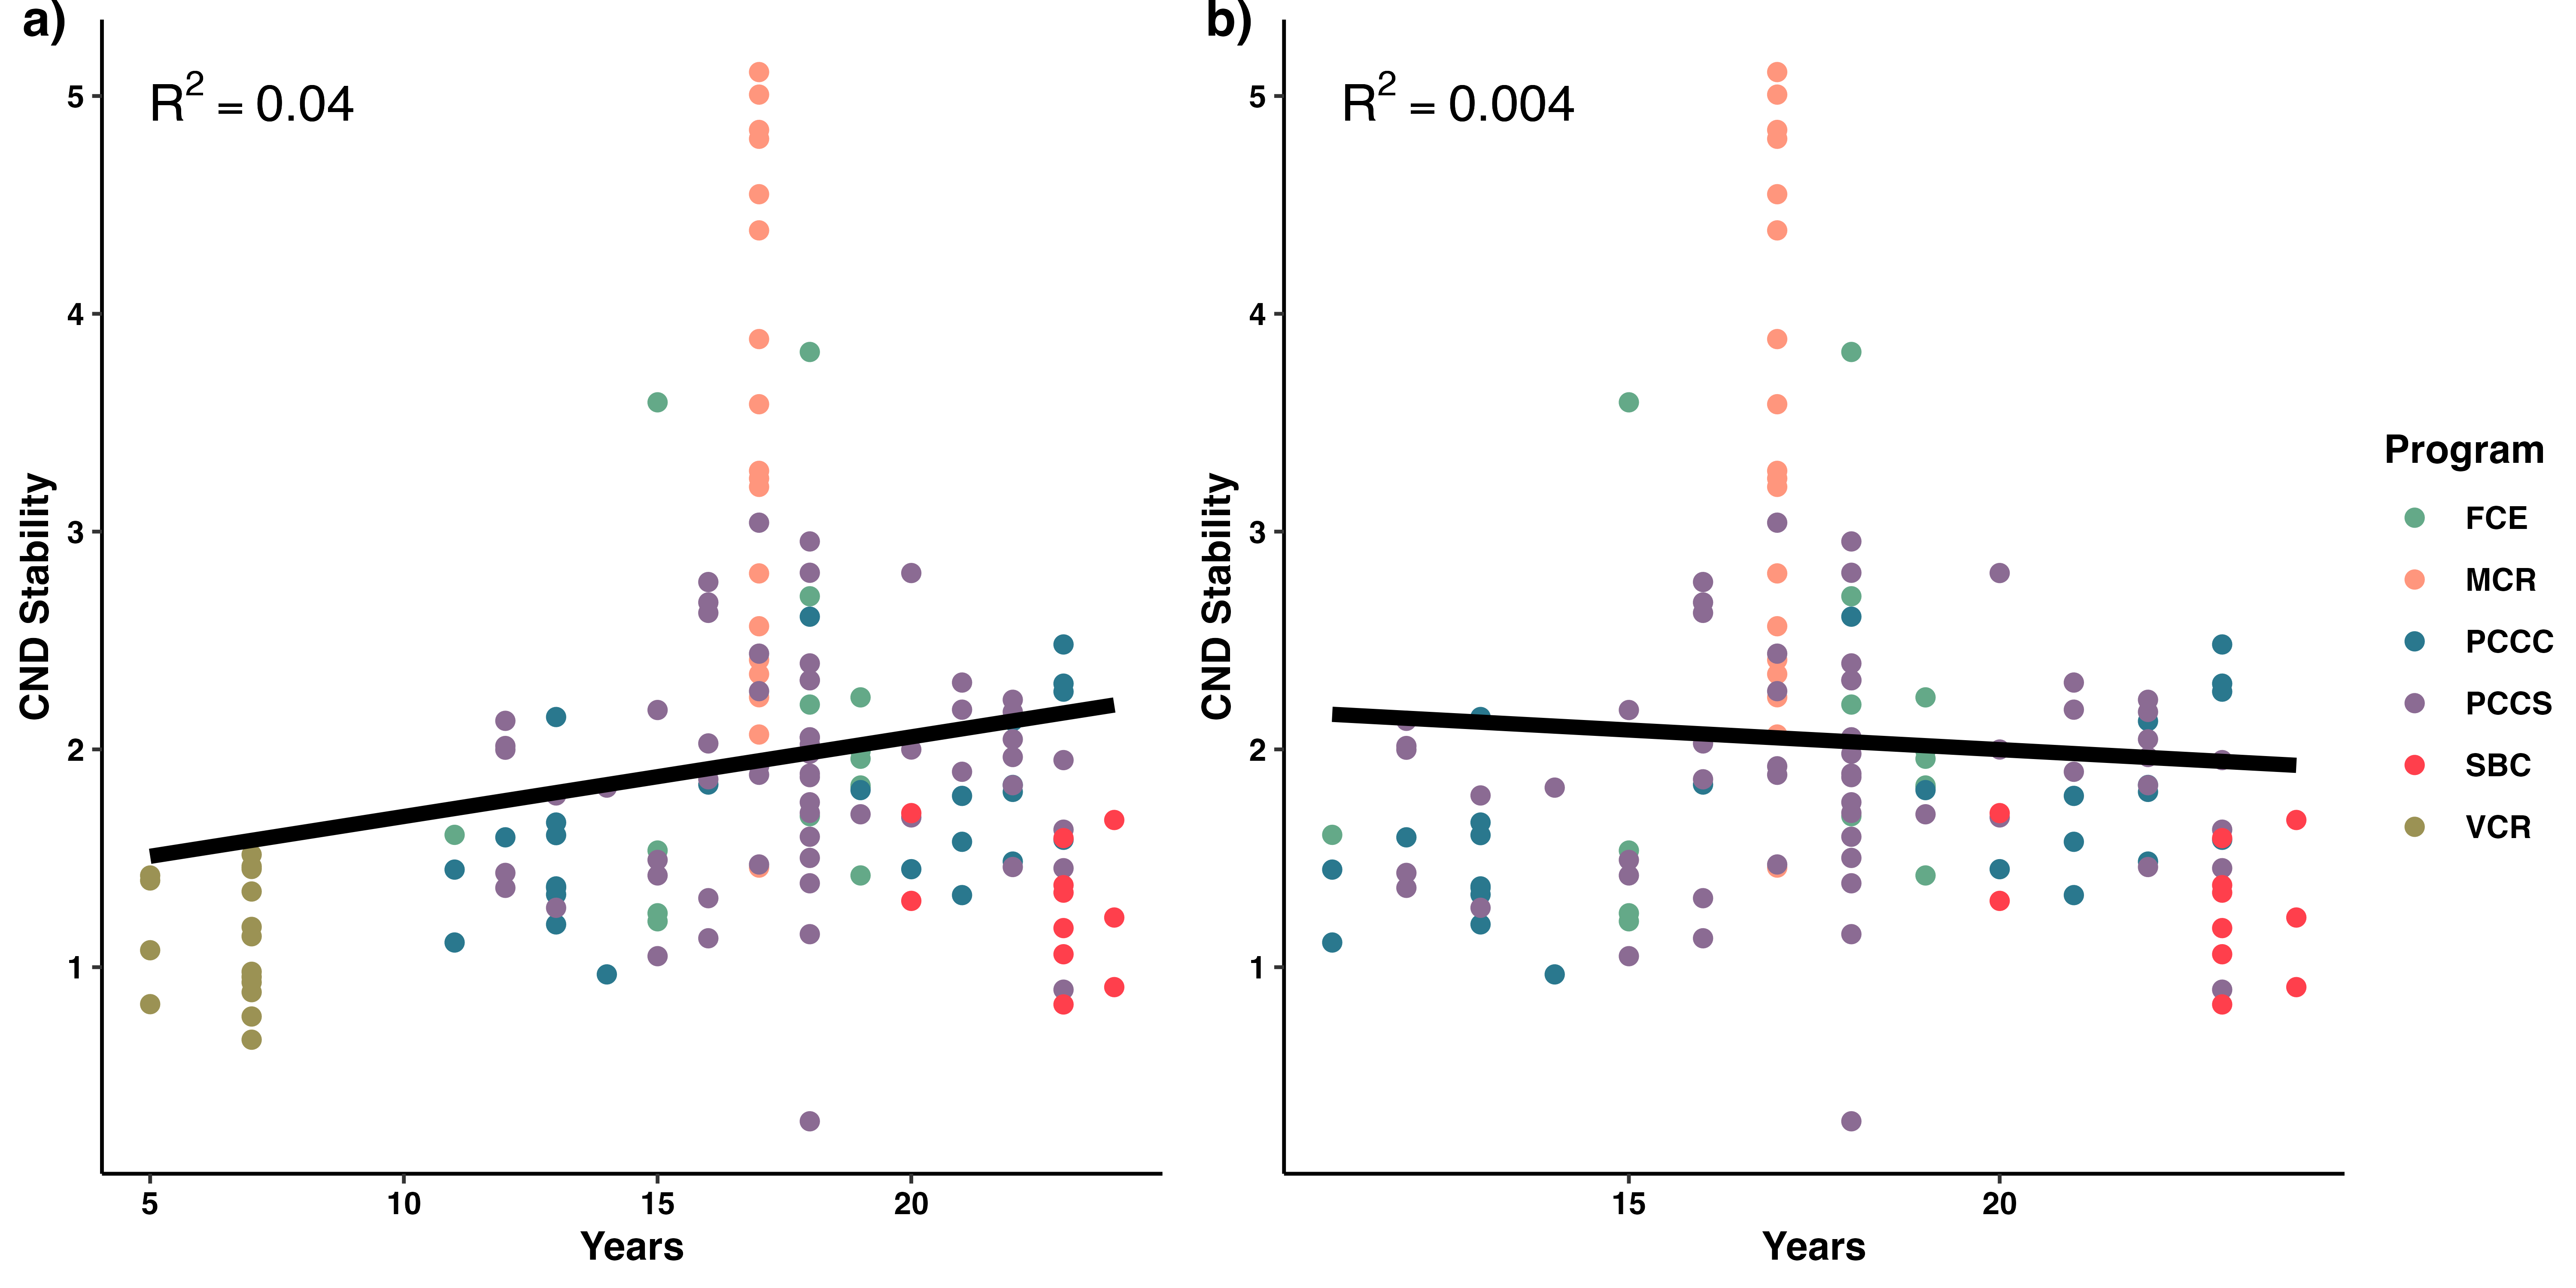 a)
R² = 0.04
CND Stability
5
4
3
2
1
5 10 15 20
Years
b)
R² = 0.004
CND Stability
5
4
3
2
1
15 20
Years
Program
FCE
MCR
PCCC
PCCS
SBC
VCR